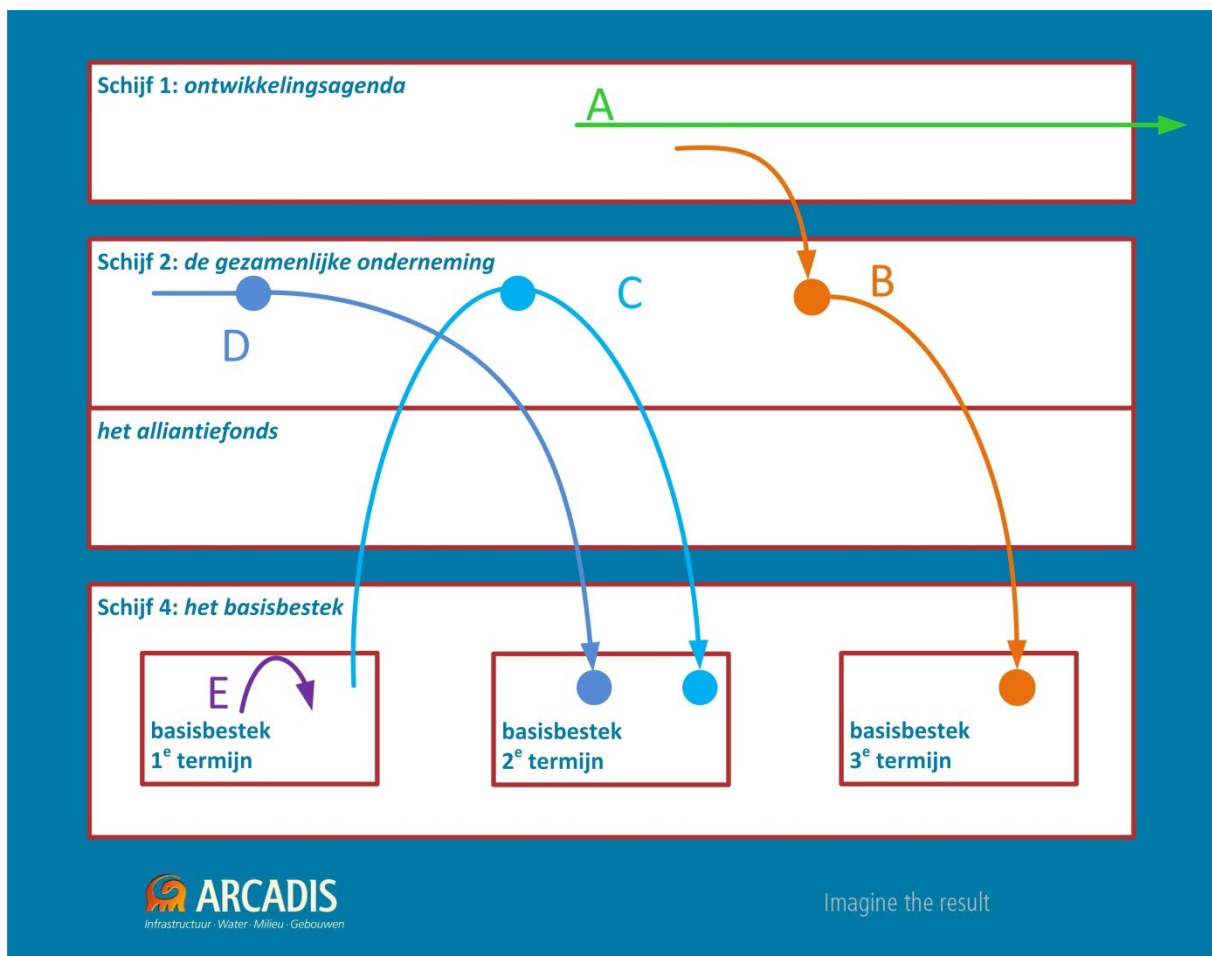 Schijf 1: ontwikkelingsagenda
A
Schijf 2: de gezamenlijke onderneming
B
C
D
het alliantiefonds
Schijf 4: het basisbestek
E
basisbestek
1e termijn
basisbestek
2e termijn
basisbestek
3e termijn
ARCADIS
Infrastructuur · Water · Milieu · Gebouwen
Imagine the result